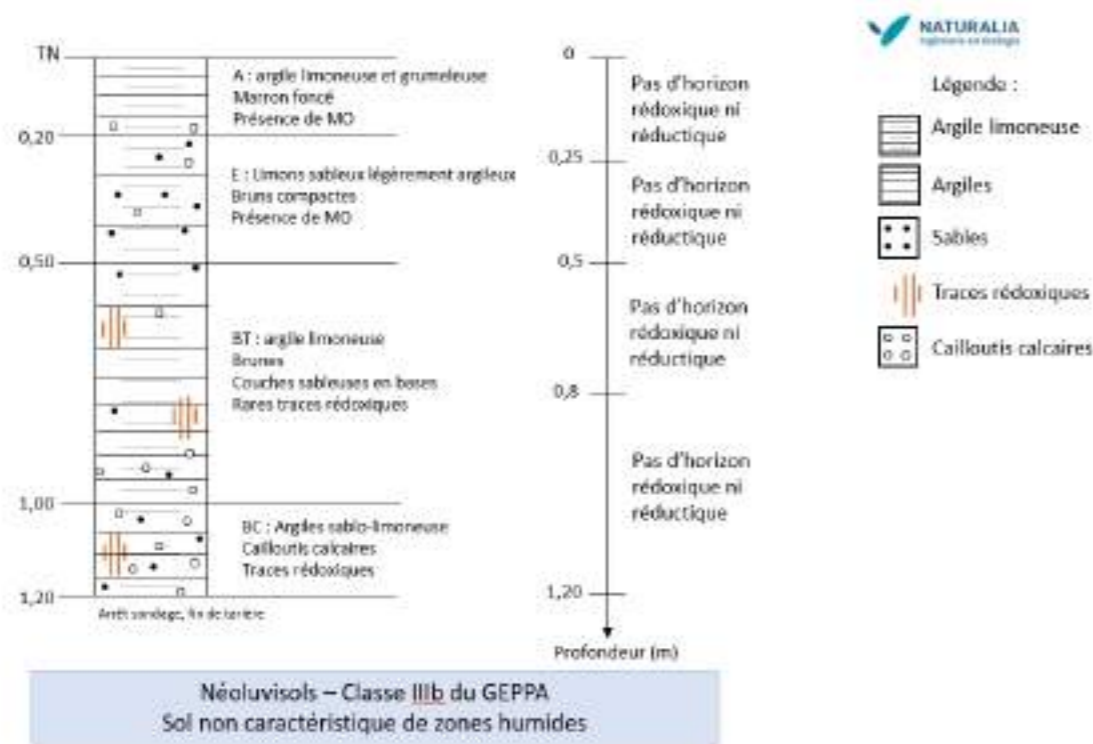 NATURALIA
Ingénierie en écologie
Légende :
Argile limoneuse
Argiles
Sables
Traces rédoxiques
Cailloutis calcaires
TN
0,20
0,50
1,00
1,20
A : argile limoneuse et grumeleuse
Marron foncé
Présence de MO
E : Limons sableux légèrement argileux
Bruns compactes
Présence de MO
BT : argile limoneuse
Brunes
Couches sableuses en bases
Rares traces rédoxiques
BC : Argiles sablo-limoneuse
Cailloutis calcaires
Traces rédoxiques
Arrêt sondage, fin de tarière
0
0,25
0,5
0,8
1,20
Pas d'horizon
rédoxique ni
réductique
Pas d'horizon
rédoxique ni
réductique
Pas d'horizon
rédoxique ni
réductique
Pas d'horizon
rédoxique ni
réductique
Profondeur (m)
Néoluvisols – Classe IIIb du GEPPA
Sol non caractéristique de zones humides